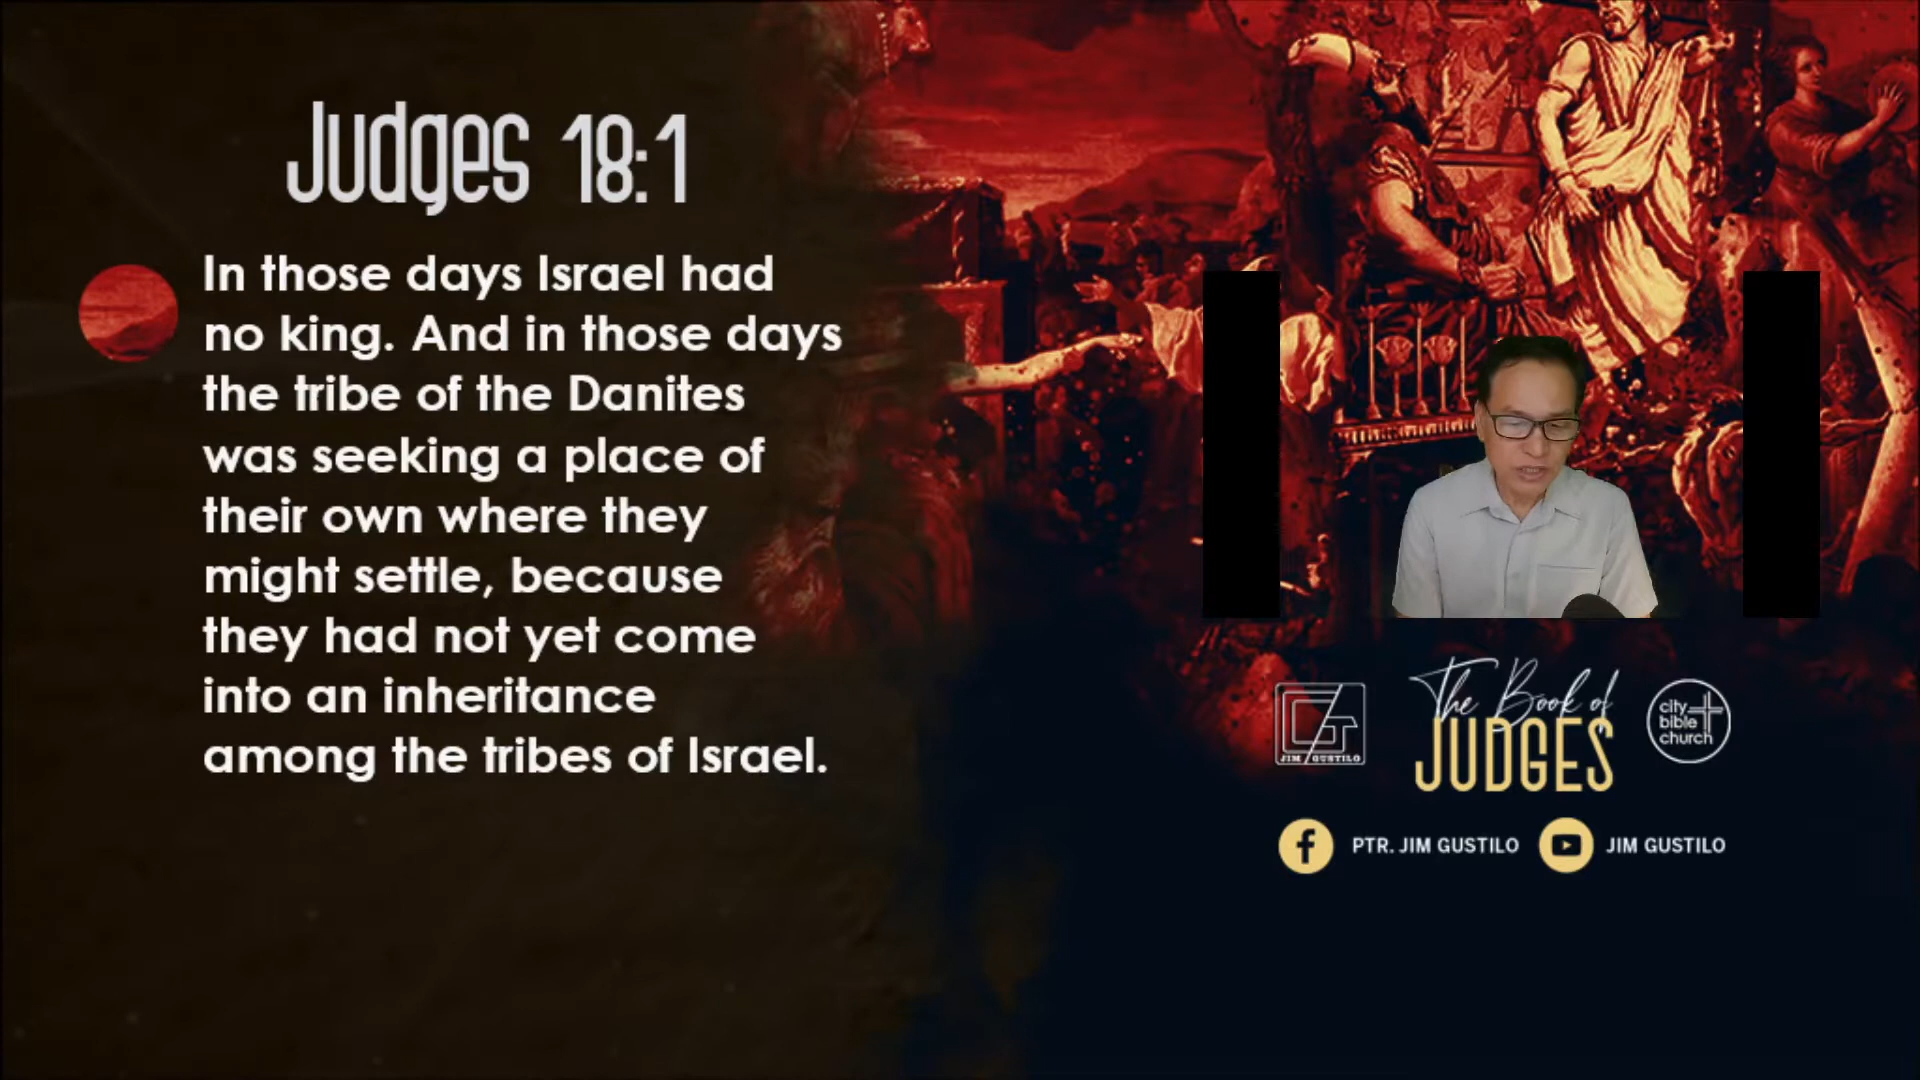 Judges 18:1
In those days Israel had
no king. And in those days
the tribe of the Danites
was seeking a place of
their own where they
might settle, because
they had not yet come
into an inheritance
among the tribes of Israel.
JIM GUSTILO
The Book of
JUDGES
city
bible
church
PTR. JIM GUSTILO
JIM GUSTILO